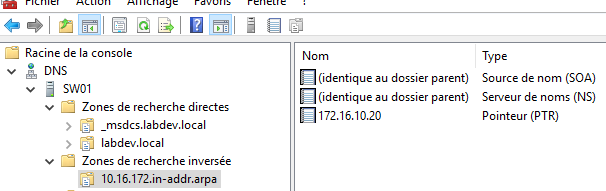 Fichier Action Affichage Favoris Fenêtre ?
Racine de la console
DNS
SW01
Zones de recherche directes
_msdcs.labdev.local
labdev.local
Zones de recherche inversée
10.16.172.in-addr.arpa
Nom Type
(identique au dossier parent) Source de nom (SOA)
(identique au dossier parent) Serveur de noms (NS)
172.16.10.20 Pointeur (PTR)